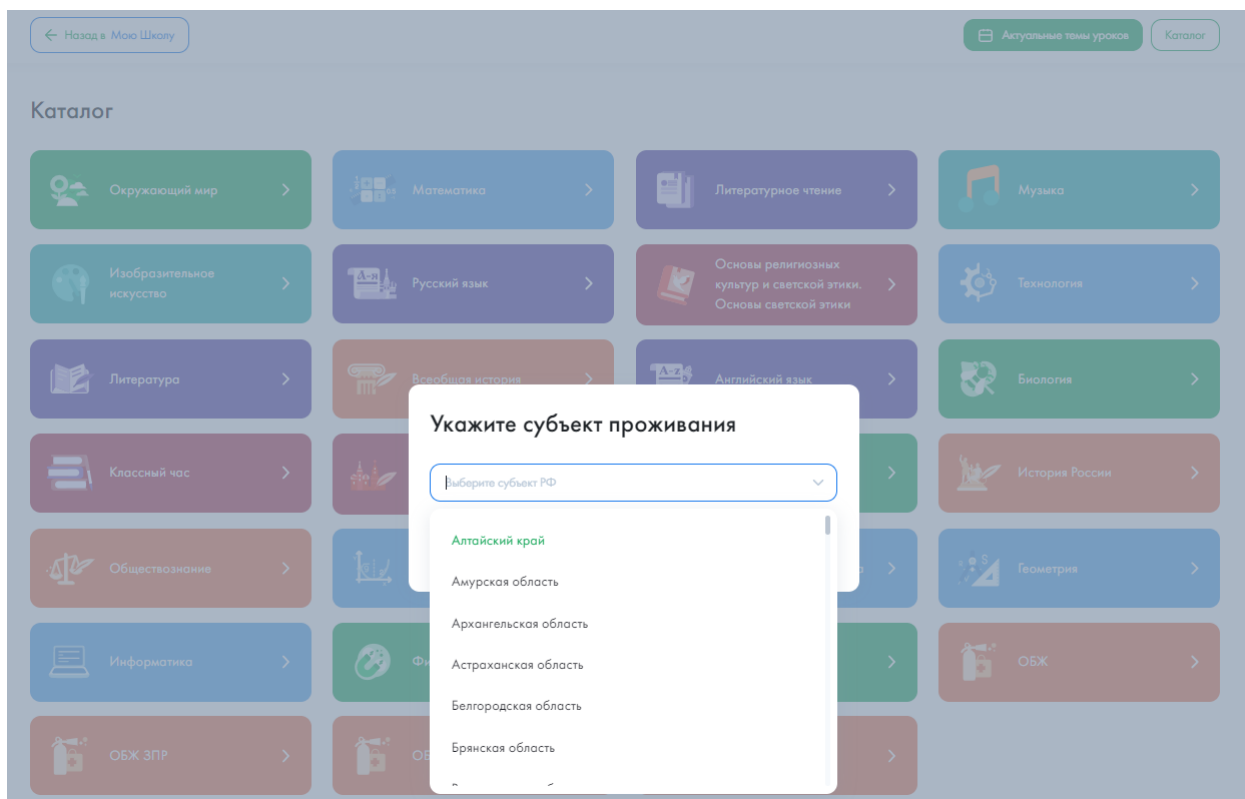 ← Назад в Мою Школу
Актуальные темы уроков
Каталог
Каталог
Окружающий мир
Математика
Литературное чтение
Музыка
Изобразительное
искусство
Русский язык
Основы религиозных
культур и светской этики.
Основы светской этики
Технология
Литература
Всеобщая история
Английский язык
Биология
Классный час
История России
Обществознание
Геометрия
Информатика
ОБЖ
ОБЖ ЗПР
Укажите субъект проживания
Выберите субъект РФ
Алтайский край
Амурская область
Архангельская область
Астраханская область
Белгородская область
Брянская область